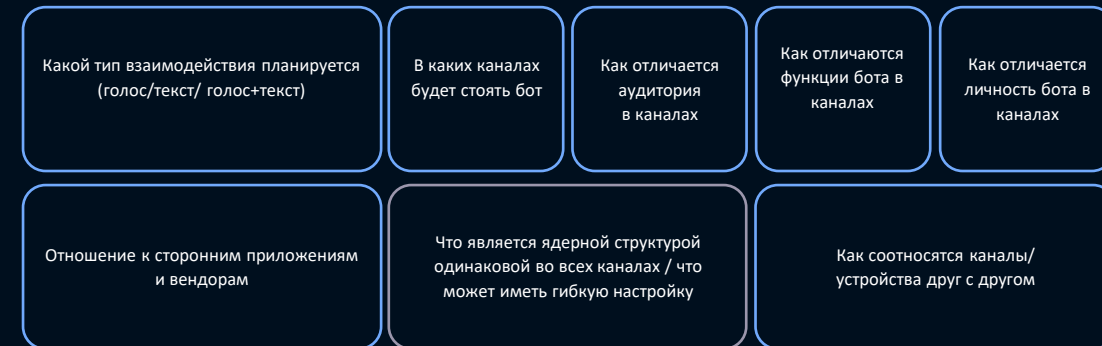 Какой тип взаимодействия планируется
(голос/текст/ голос+текст)
В каких каналах
будет стоять бот
Как отличается
аудитория
в каналах
Как отличаются
функции бота в
каналах
Как отличается
личность бота в
каналах
Отношение к сторонним приложениям
и вендорам
Что является ядерной структурой
одинаковой во всех каналах / что
может иметь гибкую настройку
Как соотносятся каналы/
устройства друг с другом